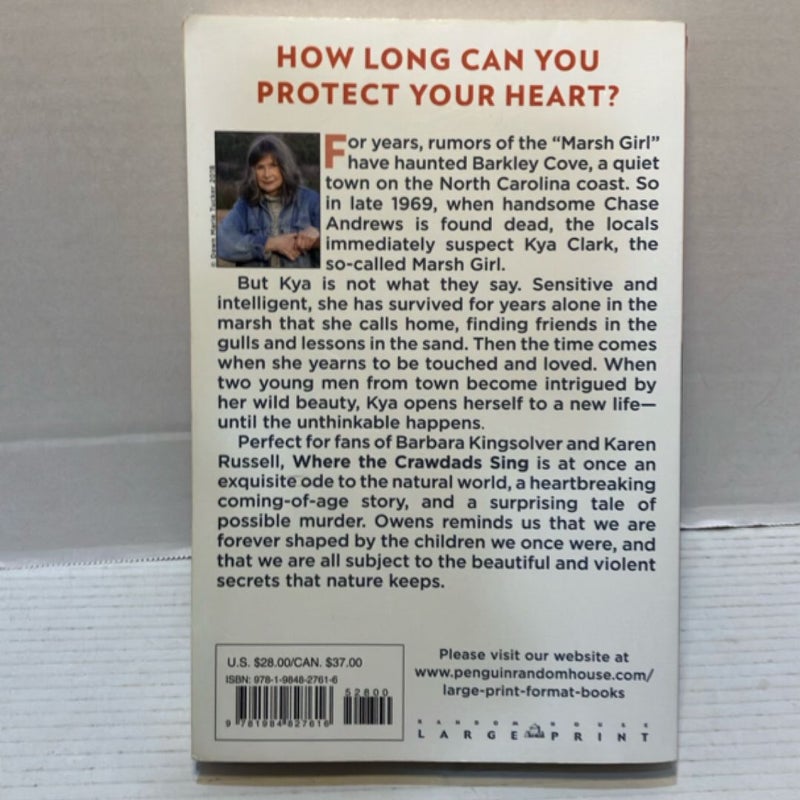 HOW LONG CAN YOU
PROTECT YOUR HEART?
© Dawn Marie Tucker 2018
For years, rumors of the “Marsh Girl”
have haunted Barkley Cove, a quiet
town on the North Carolina coast. So
in late 1969, when handsome Chase
Andrews is found dead, the locals
immediately suspect Kya Clark, the
so-called Marsh Girl.
But Kya is not what they say. Sensitive and
intelligent, she has survived for years alone in the
marsh that she calls home, finding friends in the
gulls and lessons in the sand. Then the time comes
when she yearns to be touched and loved. When
two young men from town become intrigued by
her wild beauty, Kya opens herself to a new life—
until the unthinkable happens.
Perfect for fans of Barbara Kingsolver and Karen
Russell, Where the Crawdads Sing is at once an
exquisite ode to the natural world, a heartbreaking
coming-of-age story, and a surprising tale of
possible murder. Owens reminds us that we are
forever shaped by the children we once were, and
that we are all subject to the beautiful and violent
secrets that nature keeps.
U.S. $28.00/CAN. $37.00
ISBN: 978-1-9848-2761-6
52800
9 781984 827616
Please visit our website at
www.penguinrandomhouse.com/
large-print-format-books
RANDOM HOUSE
LARGE PRINT